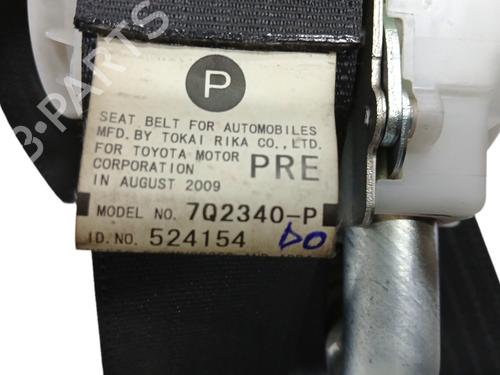 P
SEAT BELT FOR AUTOMOBILES
MFD. BY TOKAI RIKA CO., LTD.
FOR TOYOTA MOTOR
CORPORATION PRE
IN AUGUST 2009
MODEL NO. 7Q2340-P
I.D. NO. 524154 DO